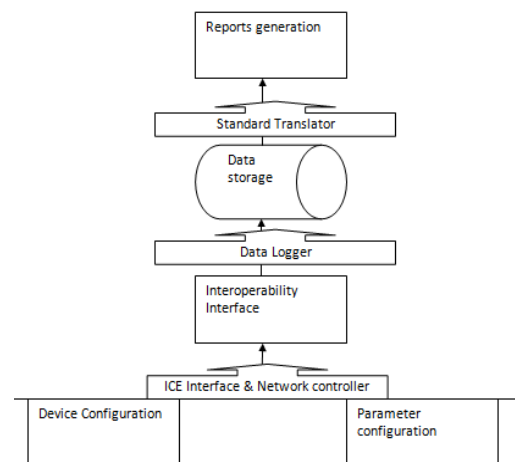 Reports generation
Standard Translator
Data
storage
Data Logger
Interoperability
Interface
ICE Interface & Network controller
Device Configuration
Parameter
configuration